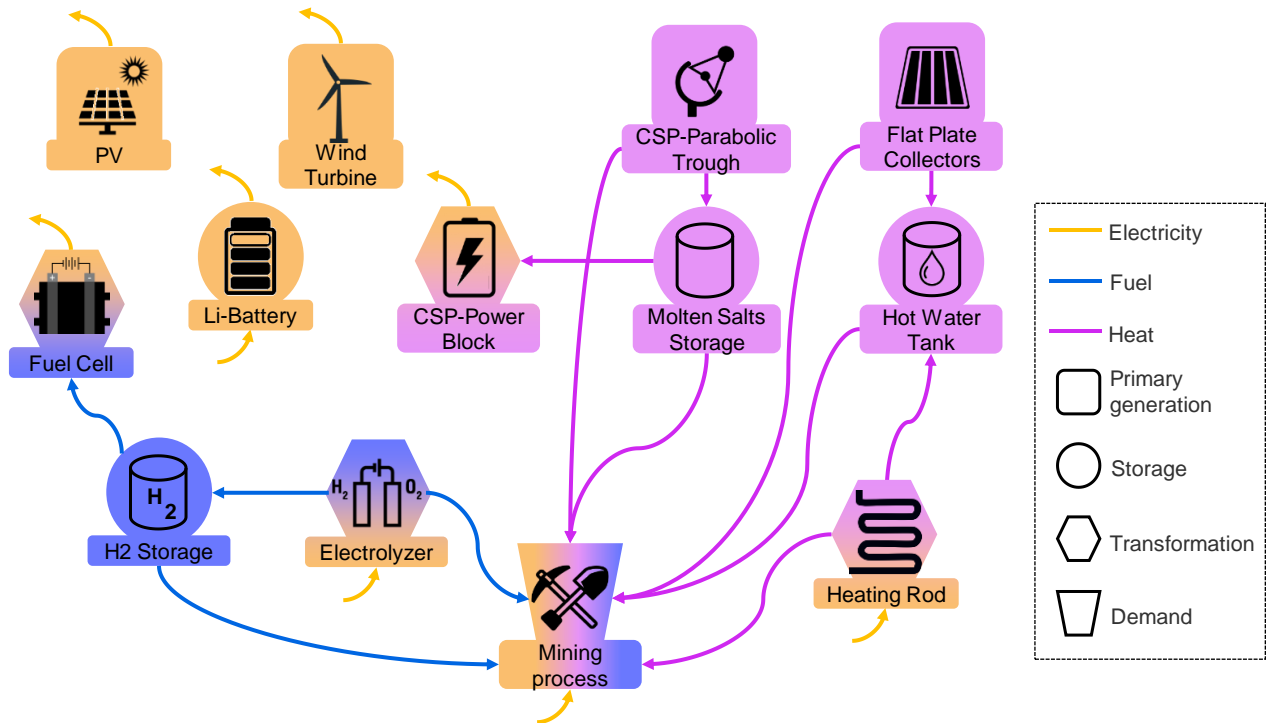 PV
Wind
Turbine
CSP-Parabolic
Trough
Flat Plate
Collectors
Fuel Cell
+
-
Li-Battery
CSP-Power
Block
Molten Salts
Storage
Hot Water
Tank
H2
H2 Storage
H2
O2
Electrolyzer
Heating Rod
Mining
process
Electricity
Fuel
Heat
Primary
generation
Storage
Transformation
Demand